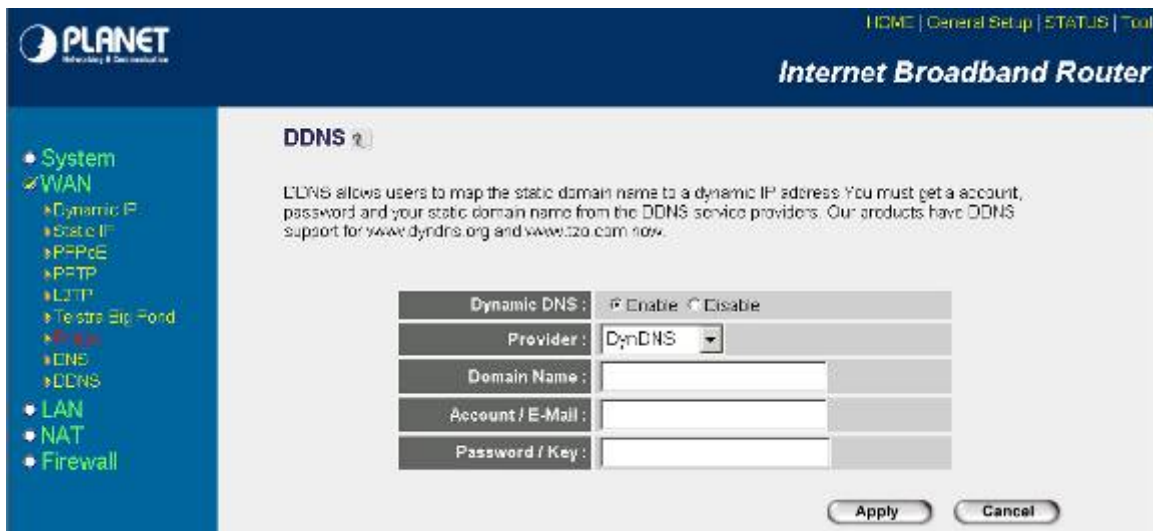 PLANET
Networking & Communication
HOME | General Setup | STATUS | Tool
Internet Broadband Router
System
WAN
Dynamic IP
Static IP
PPPoE
PPTP
L2TP
Telstra Big Pond
DNS
DDNS
LAN
NAT
Firewall
DDNS
DDNS allows users to map the static domain name to a dynamic IP address You must get a account,
password and your static domain name from the DDNS service providers. Our products have DDNS
support for www.dyndns.org and www.tzo.com now.
Dynamic DNS : Enable Disable
Provider : DynDNS
Domain Name :
Account / E-Mail :
Password / Key :
Apply Cancel